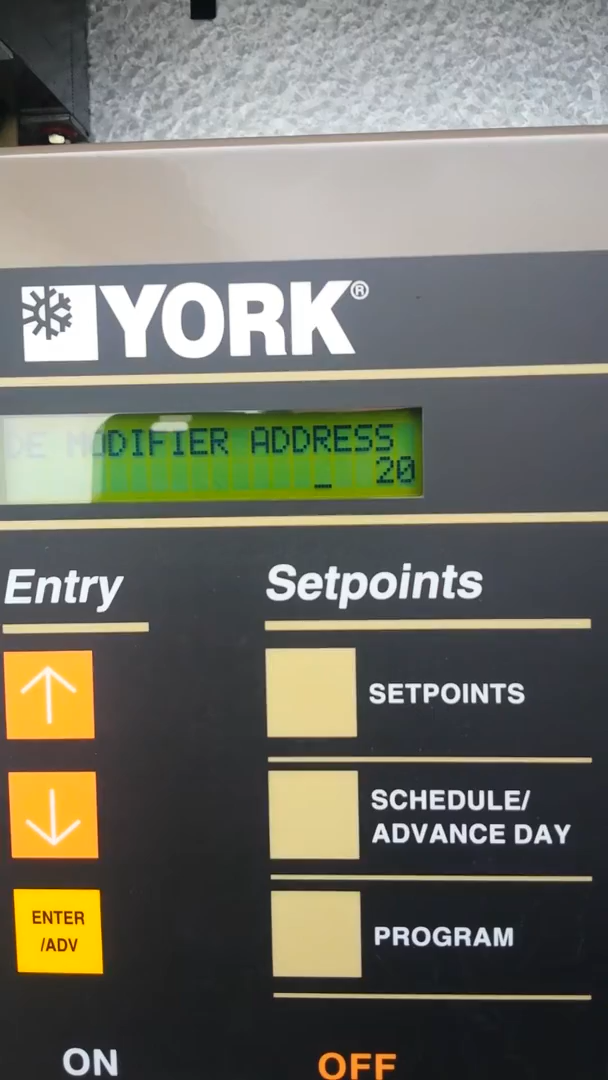 YORK®
DE MODIFIER ADDRESS
_ 20
Entry
Setpoints
SETPOINTS
SCHEDULE/
ADVANCE DAY
ENTER
/ADV
PROGRAM
ON
OFF